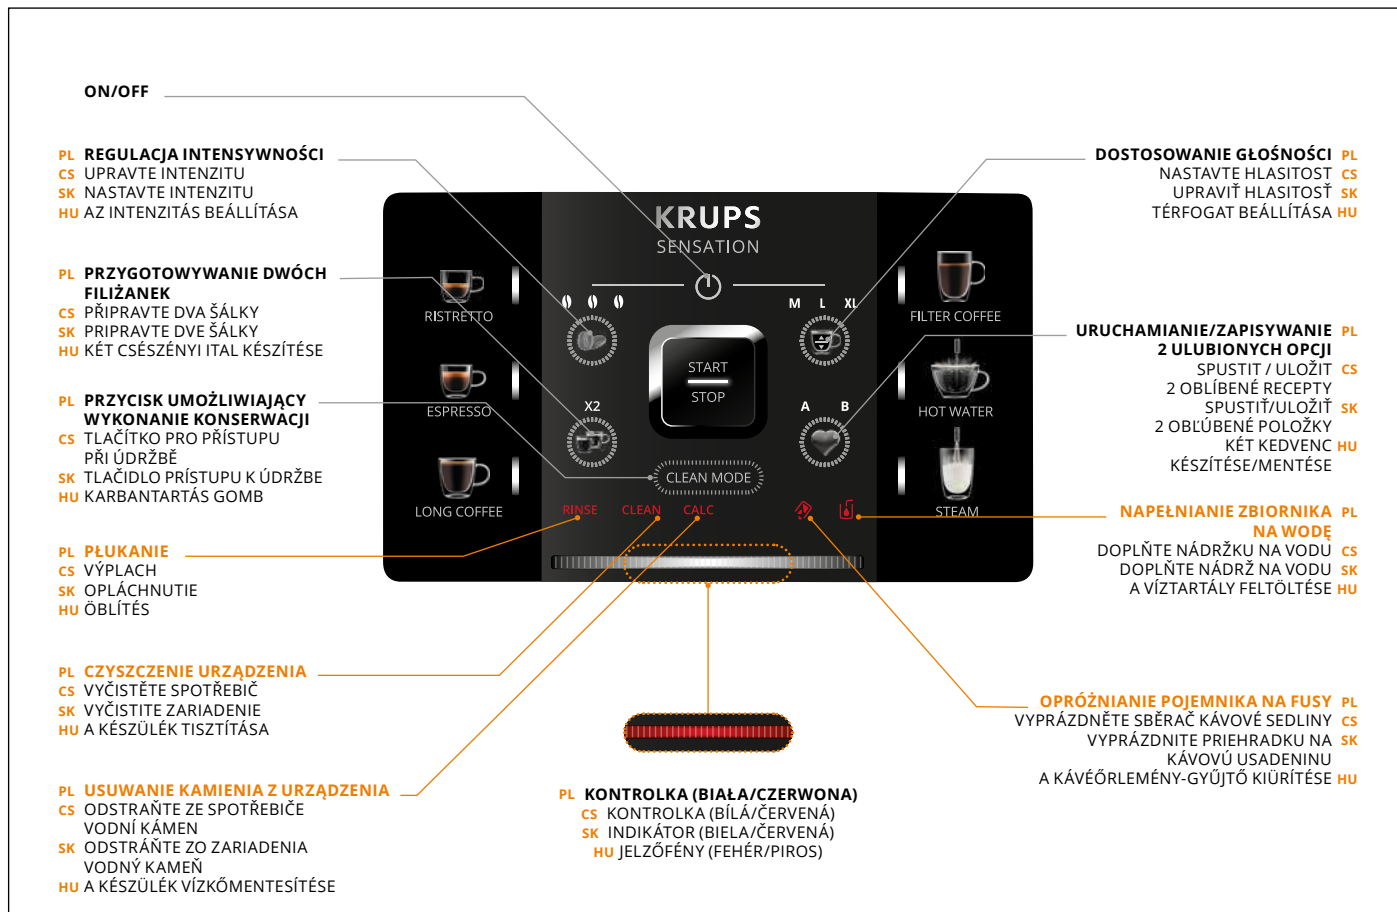 ON/OFF
PL REGULACJA INTENSYWNOŚCI
CS UPRAVTE INTENZITU
SK NASTAVTE INTENZITU
HU AZ INTENZITÁS BEÁLLÍTÁSA
PL PRZYGOTOWYWANIE DWÓCH
FILIŻANEK
CS PŘIPRAVTE DVA ŠÁLKY
SK PRIPRAVTE DVE ŠÁLKY
HU KÉT CSÉSZÉNYI ITAL KÉSZÍTÉSE
PL PRZYCISK UMOŻLIWIAJĄCY
WYKONANIE KONSERWACJI
CS TLAČÍTKO PRO PŘÍSTUPU
PŘI ÚDRŽBĚ
SK TLAČIDLO PRÍSTUPU K ÚDRŽBE
HU KARBANTARTÁS GOMB
PL PŁUKANIE
CS VÝPLACH
SK OPLÁCHNUTIE
HU ÖBLÍTÉS
PL CZYSZCZENIE URZĄDZENIA
CS VYČISTĚTE SPOTŘEBIČ
SK VYČISTITE ZARIADENIE
HU A KÉSZÜLÉK TISZTÍTÁSA
PL USUWANIE KAMIENIA Z URZĄDZENIA
CS ODSTRAŇTE ZE SPOTŘEBIČE
VODNÍ KÁMEN
SK ODSTRÁŇTE ZO ZARIADENIA
VODNÝ KAMEŇ
HU A KÉSZÜLÉK VÍZKŐMENTESÍTÉSE
KRUPS
SENSATION
RISTRETTO
ESPRESSO
LONG COFFEE
M L XL
START
STOP
X2
A B
CLEAN MODE
RINSE CLEAN CALC
FILTER COFFEE
HOT WATER
STEAM
PL KONTROLKA (BIAŁA/CZERWONA)
CS KONTROLKA (BÍLÁ/ČERVENÁ)
SK INDIKÁTOR (BIELA/ČERVENÁ)
HU JELZŐFÉNY (FEHÉR/PIROS)
DOSTOSOWANIE GŁOŚNOŚCI PL
NASTAVTE HLASITOST CS
UPRAVIŤ HLASITOSŤ SK
TÉRFOGAT BEÁLLÍTÁSA HU
URUCHAMIANIE/ZAPISYWANIE PL
2 ULUBIONYCH OPCJI
SPUSTIT / ULOŽIT CS
2 OBLÍBENÉ RECEPTY
SPUSTIŤ/ULOŽIŤ SK
2 OBĽÚBENÉ POLOŽKY
KÉT KEDVENC HU
KÉSZÍTÉSE/MENTÉSE
NAPEŁNIANIE ZBIORNIKA PL
NA WODĘ
DOPLŇTE NÁDRŽKU NA VODU CS
DOPLŇTE NÁDRŽ NA VODU SK
A VÍZTARTÁLY FELTÖLTÉSE HU
OPRÓŻNIANIE POJEMNIKA NA FUSY PL
VYPRÁZDNĚTE SBĚRAČ KÁVOVÉ SEDLINY CS
VYPRÁZDNITE PRIEHRADKU NA SK
KÁVOVÚ USADENINU
A KÁVÉŐRLEMÉNY-GYŰJTŐ KIÜRÍTÉSE HU